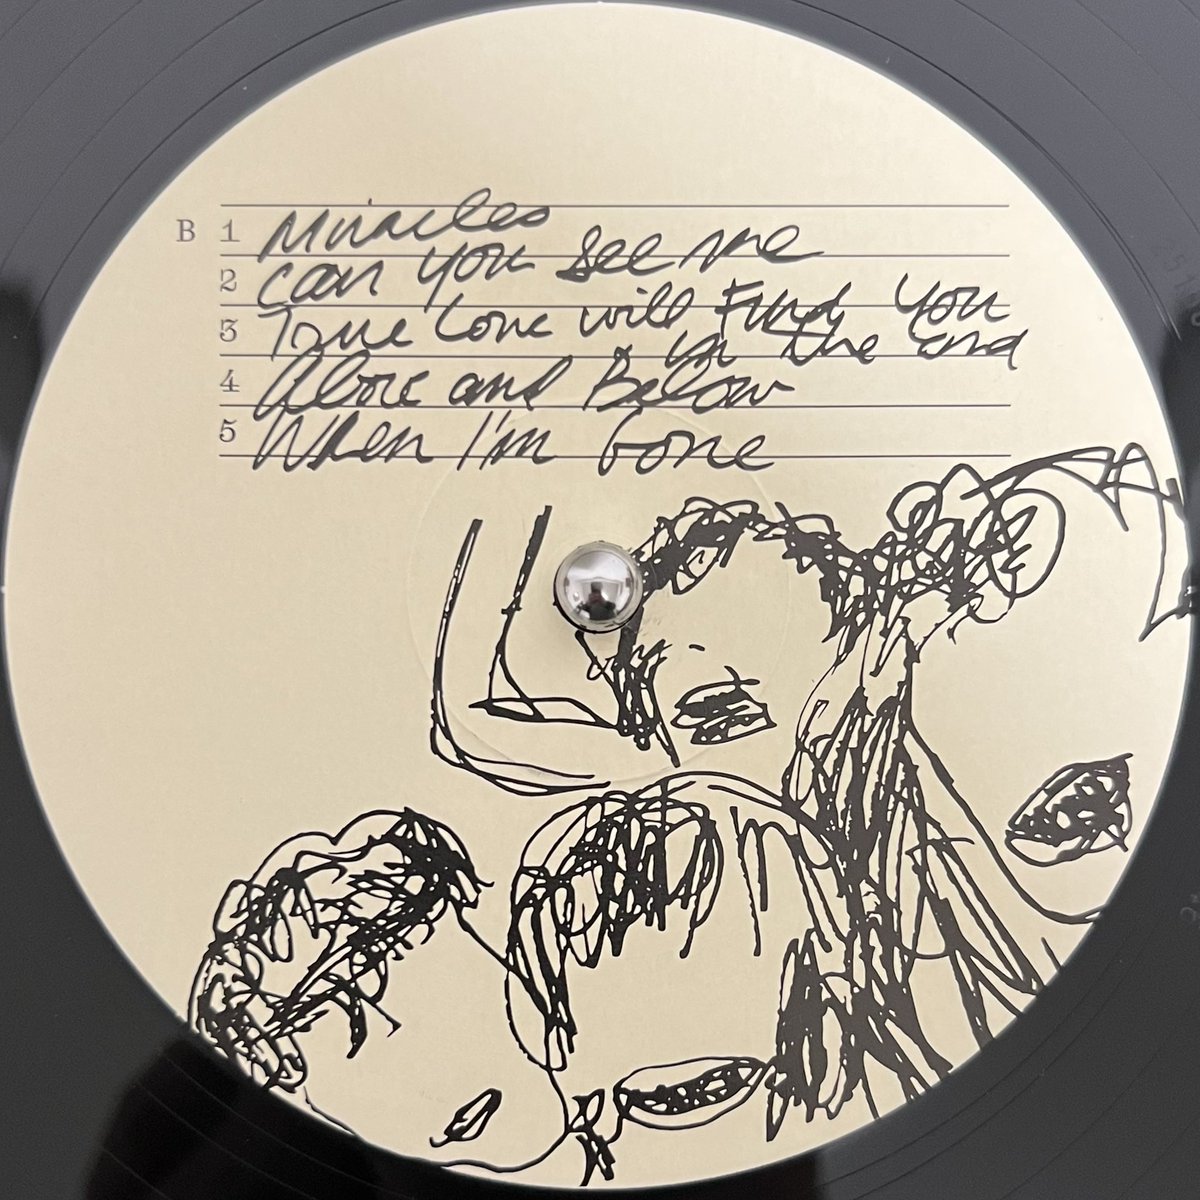 B 1 Miracles
2 Can you See me
3 True Love will Find You
in the End
4 Above and Below
5 When I'm Gone